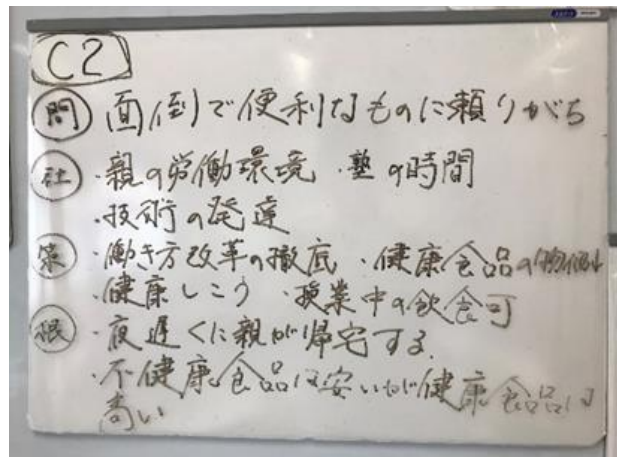 C2
問 面倒で便利なものに頼りがち
社 ・親の労働環境 ・塾の時間
・技術の発達
策 ・働き方改革の徹底 ・健康食品の物価↓
・健康しこう ・授業中の飲食可
根 ・夜遅くに親が帰宅する.
・不健康食品は安いが健康食品は
高い